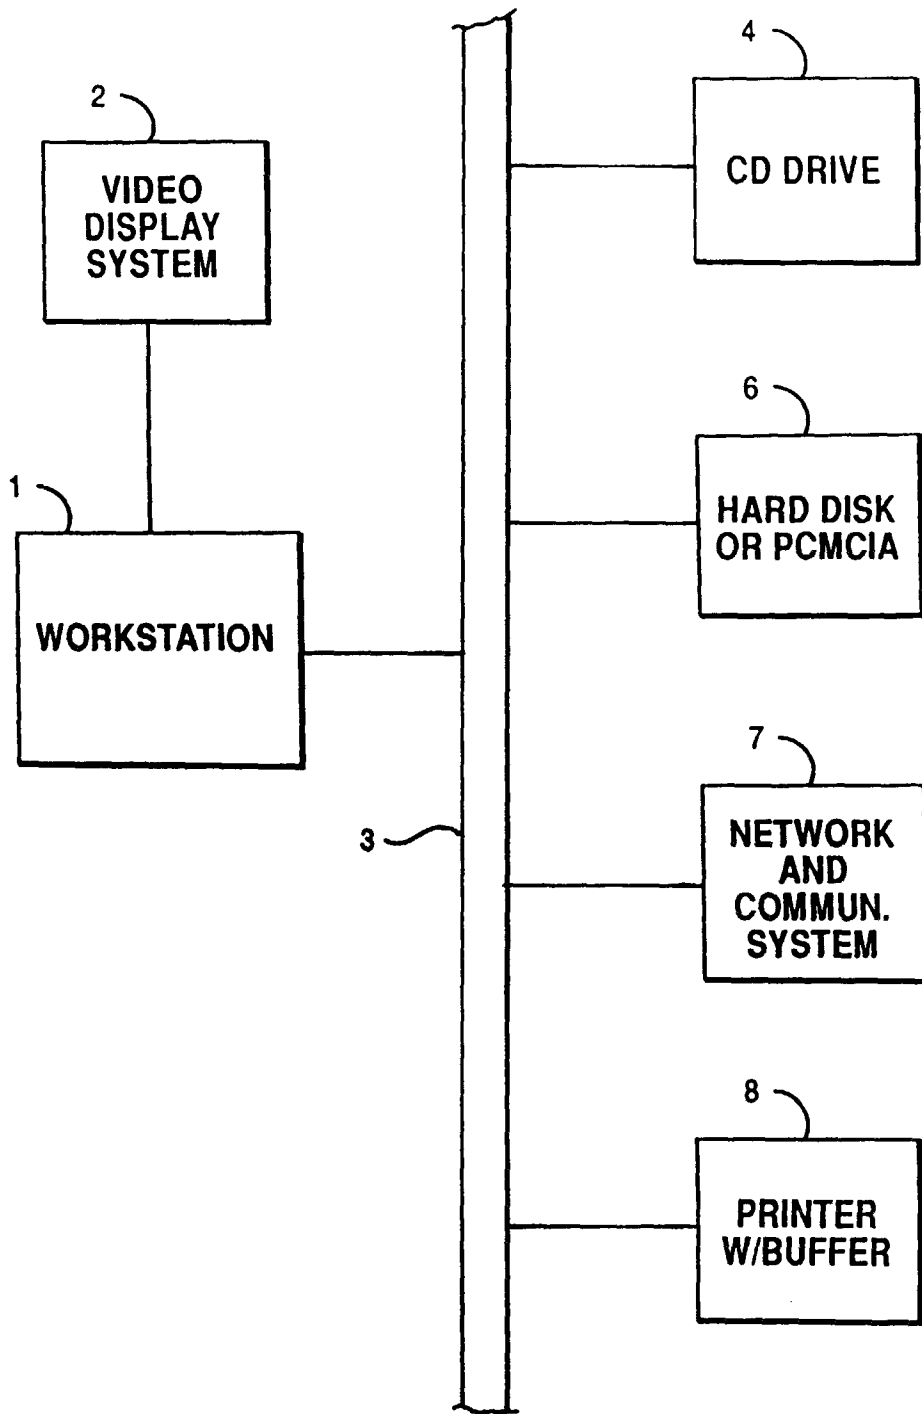 2
VIDEO
DISPLAY
SYSTEM
1
WORKSTATION
3
4
CD DRIVE
6
HARD DISK
OR PCMCIA
7
NETWORK
AND
COMMUN.
SYSTEM
8
PRINTER
W/BUFFER